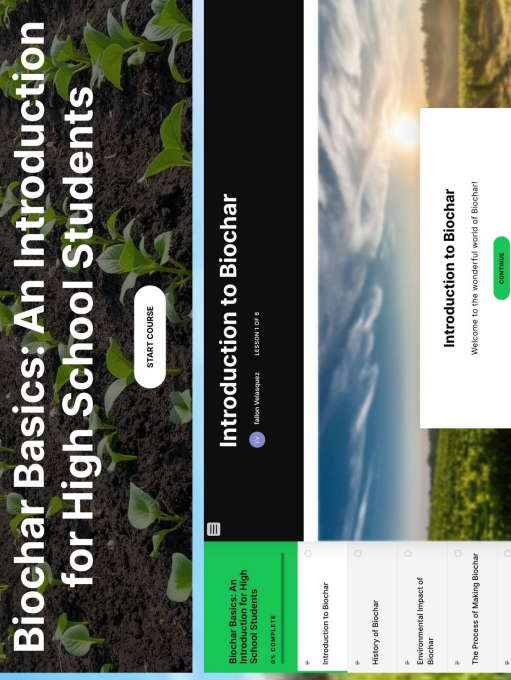 Biochar Basics: An Introduction
for High School Students
START COURSE
Biochar Basics: An
Introduction for High
School Students
0% COMPLETE
Introduction to Biochar
History of Biochar
Environmental Impact of
Biochar
The Process of Making Biochar
Introduction to Biochar
FV
fallon Velasquez
LESSON 1 OF 6
Introduction to Biochar
Welcome to the wonderful world of Biochar!
CONTINUE